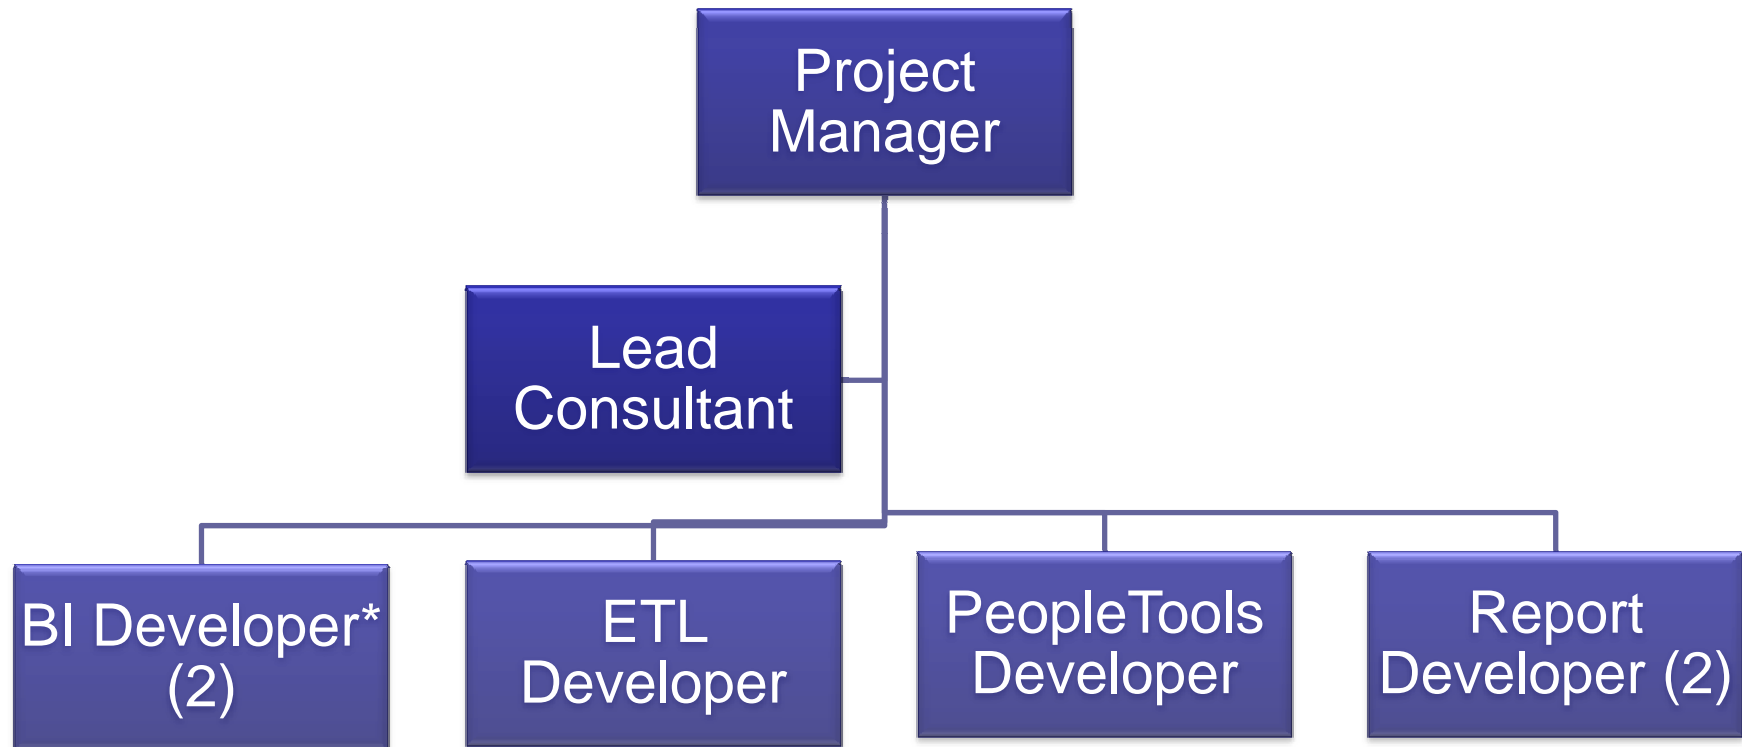 Project
Manager
Lead
Consultant
BI Developer*
(2)
ETL
Developer
PeopleTools
Developer
Report
Developer (2)